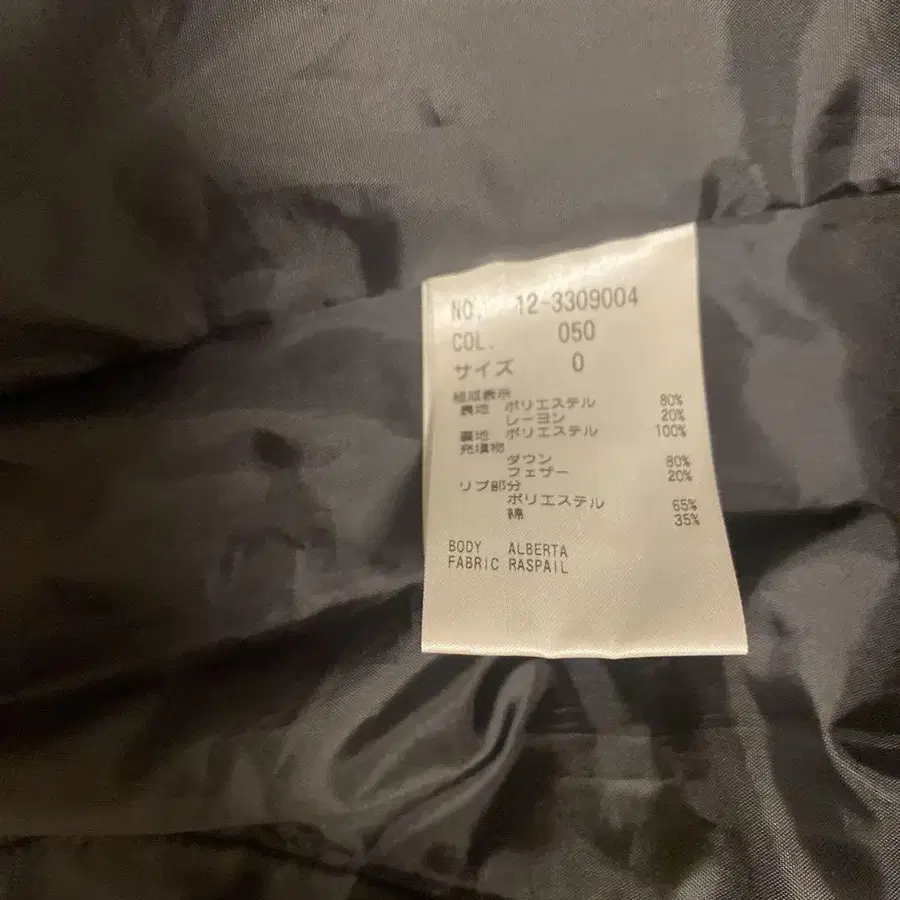 NO. 12-3309004
COL. 050
サイズ 0
組成表示
表地 ポリエステル 80%
レーヨン 20%
裏地 ポリエステル 100%
充填物
ダウン 80%
フェザー 20%
リブ部分
ポリエステル 65%
綿 35%
BODY ALBERTA
FABRIC RASPAIL